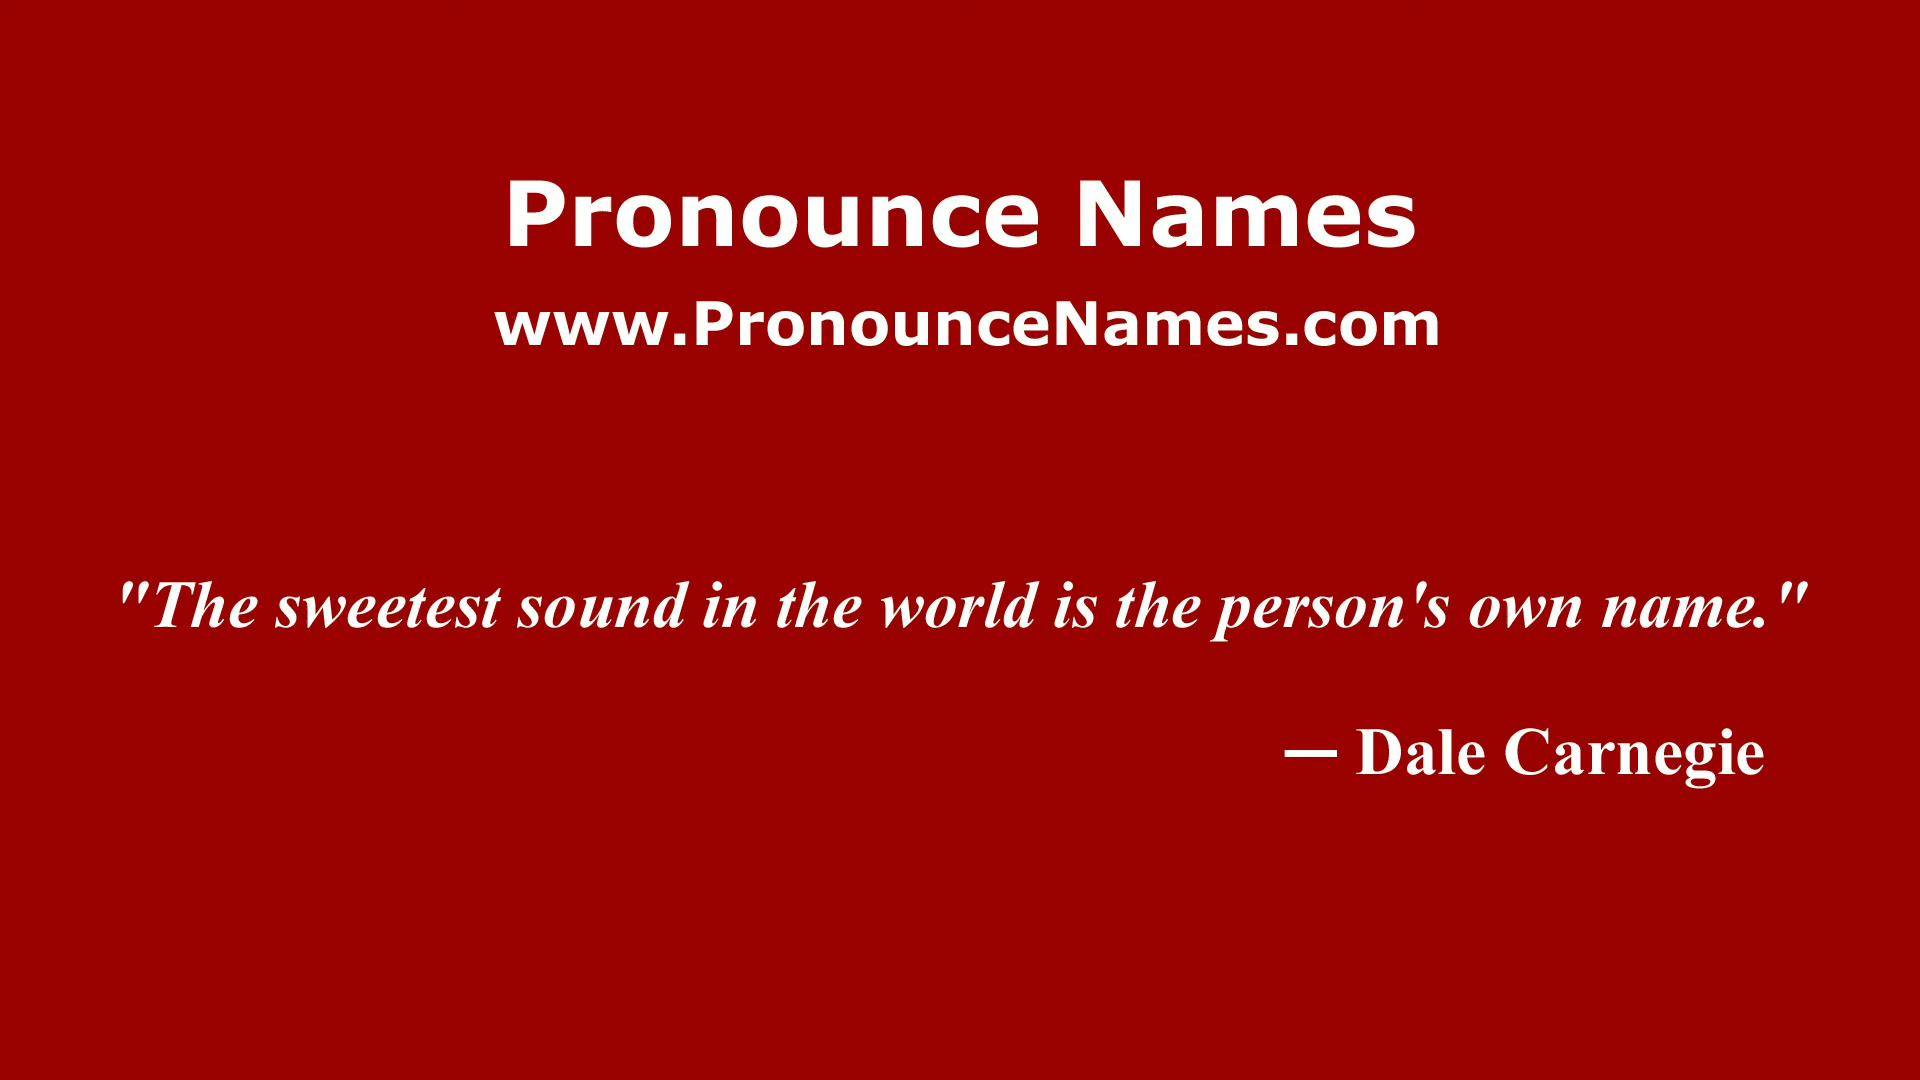 Pronounce Names
www.PronounceNames.com
"The sweetest sound in the world is the person's own name."
— Dale Carnegie